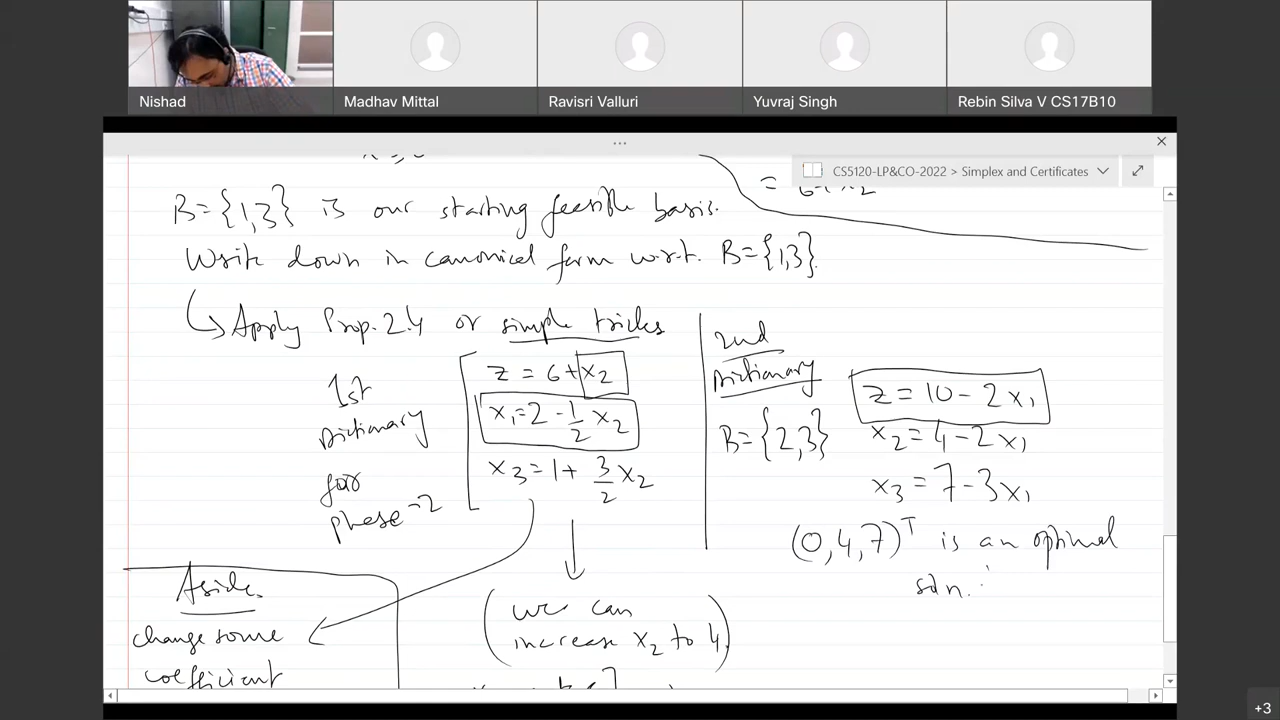 Nishad
Madhav Mittal
Ravisri Valluri
Yuvraj Singh
Rebin Silva V CS17B10
CS5120-LP&CO-2022 > Simplex and Certificates
B={1,3} is our starting feasible basis.
Write down in canonical form w.r.t. B={1,3}.
Apply Prop. 2.4 or simple tricks
1st Dictionary for phase-2
z = 6 + x₂
x₁ = 2 - 1/2 x₂
x₃ = 1 + 3/2 x₂
2nd
Dictionary
B = {2,3}
z = 10 - 2x₁
x₂ = 4 - 2x₁
x₃ = 7 - 3x₁
(0,4,7)ᵀ is an optimal
soln.
Aside
change some
coefficient
(we can
increase x₂ to 4)
+3